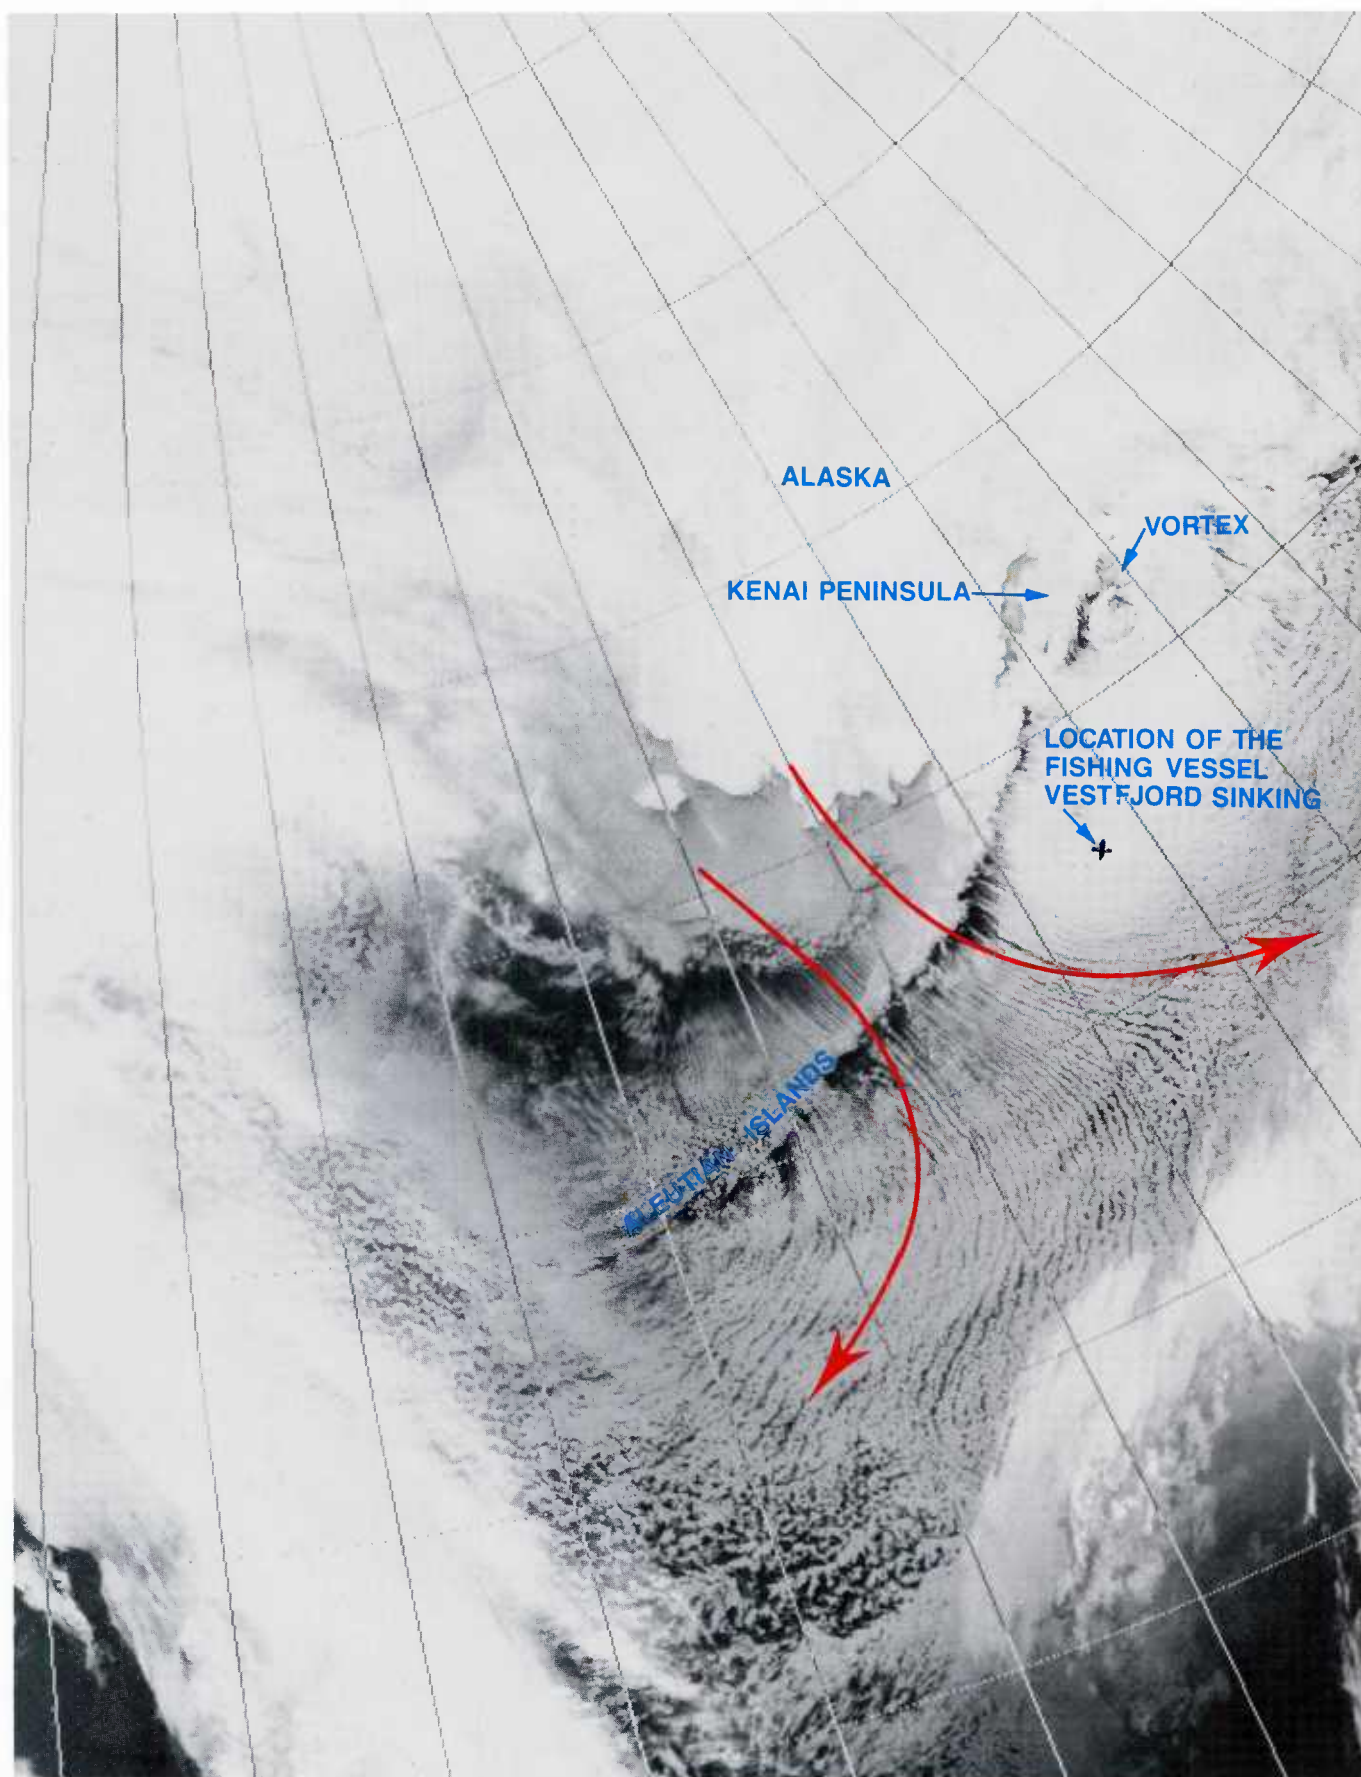 ALASKA
VORTEX
KENAI PENINSULA
LOCATION OF THE
FISHING VESSEL
VESTFJORD SINKING
ALEUTIAN ISLANDS